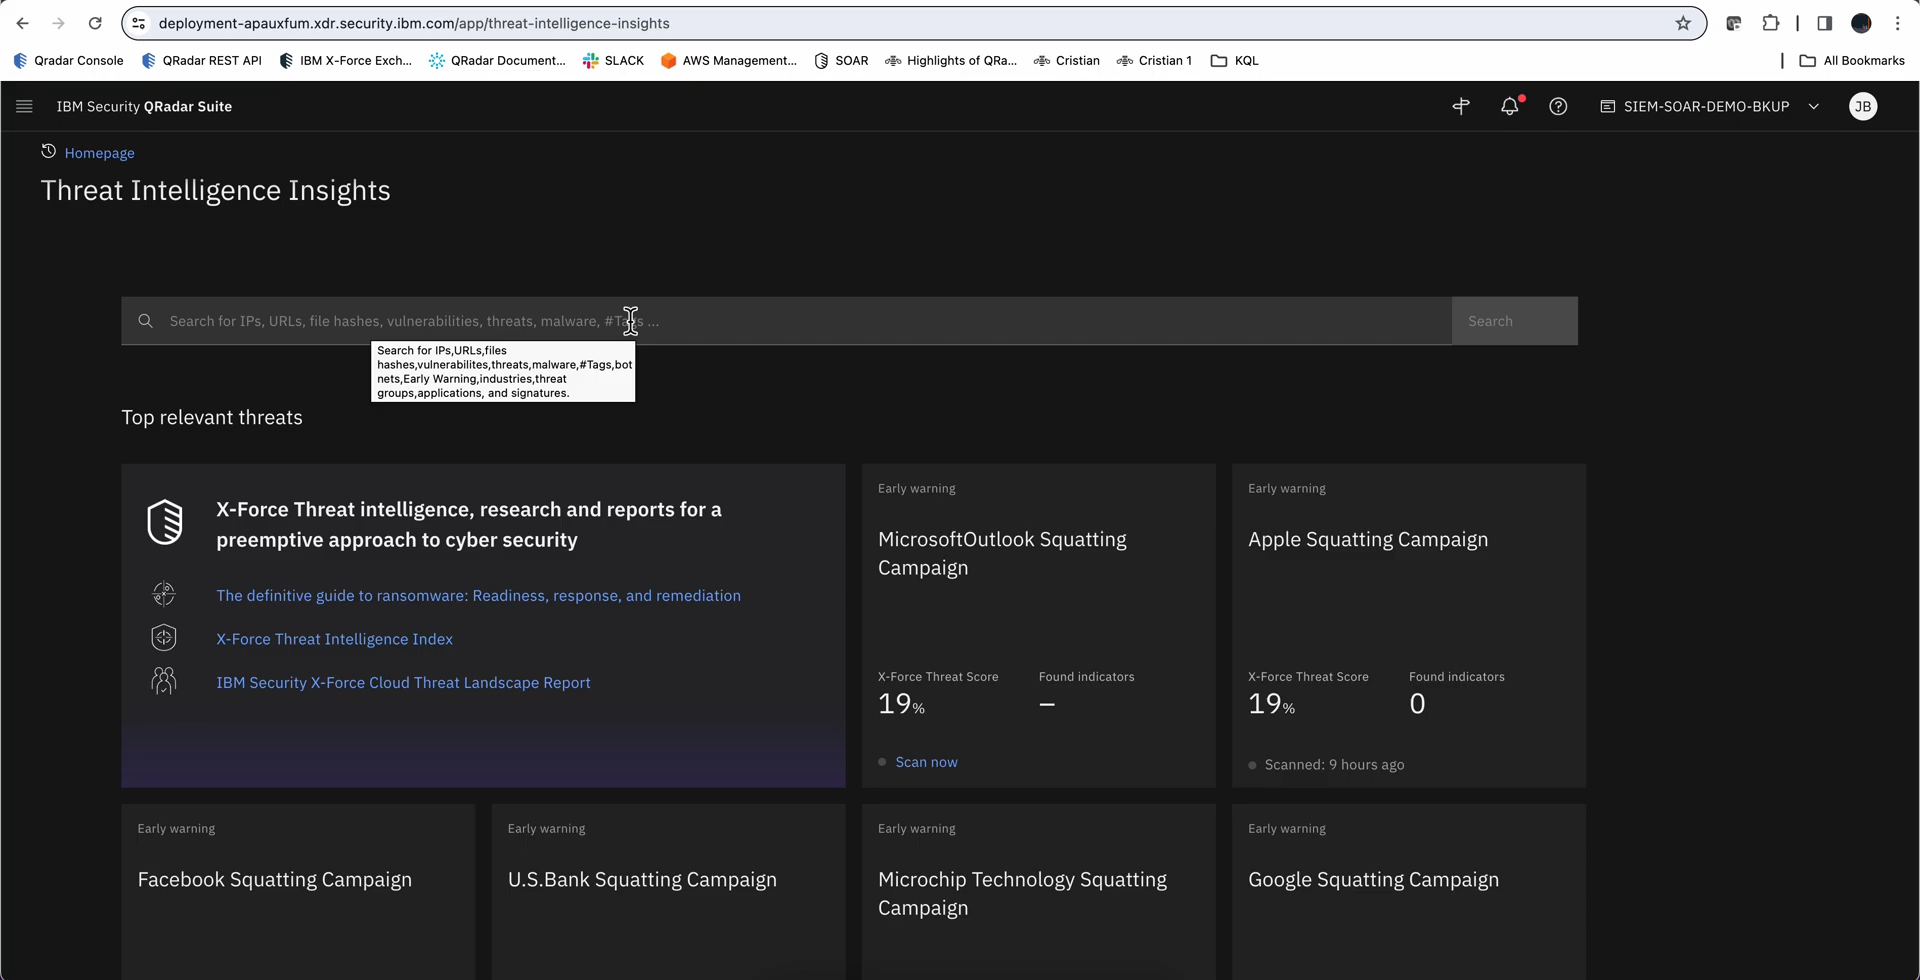 deployment-apauxfum.xdr.security.ibm.com/app/threat-intelligence-insights
Qradar Console
QRadar REST API
IBM X-Force Exch...
QRadar Document...
SLACK
AWS Management...
SOAR
Highlights of QRa...
Cristian
Cristian 1
KQL
All Bookmarks
IBM Security QRadar Suite
SIEM-SOAR-DEMO-BKUP
JB
Homepage
Threat Intelligence Insights
Search for IPs, URLs, file hashes, vulnerabilities, threats, malware, #Tags ...
Search
Search for IPs,URLs,files
hashes,vulnerabilites,threats,malware,#Tags,bot
nets,Early Warning,industries,threat
groups,applications, and signatures.
Top relevant threats
X-Force Threat intelligence, research and reports for a
preemptive approach to cyber security
The definitive guide to ransomware: Readiness, response, and remediation
X-Force Threat Intelligence Index
IBM Security X-Force Cloud Threat Landscape Report
Early warning
MicrosoftOutlook Squatting
Campaign
X-Force Threat Score
Found indicators
19%
–
Scan now
Early warning
Apple Squatting Campaign
X-Force Threat Score
Found indicators
19%
0
Scanned: 9 hours ago
Early warning
Facebook Squatting Campaign
Early warning
U.S.Bank Squatting Campaign
Early warning
Microchip Technology Squatting
Campaign
Early warning
Google Squatting Campaign